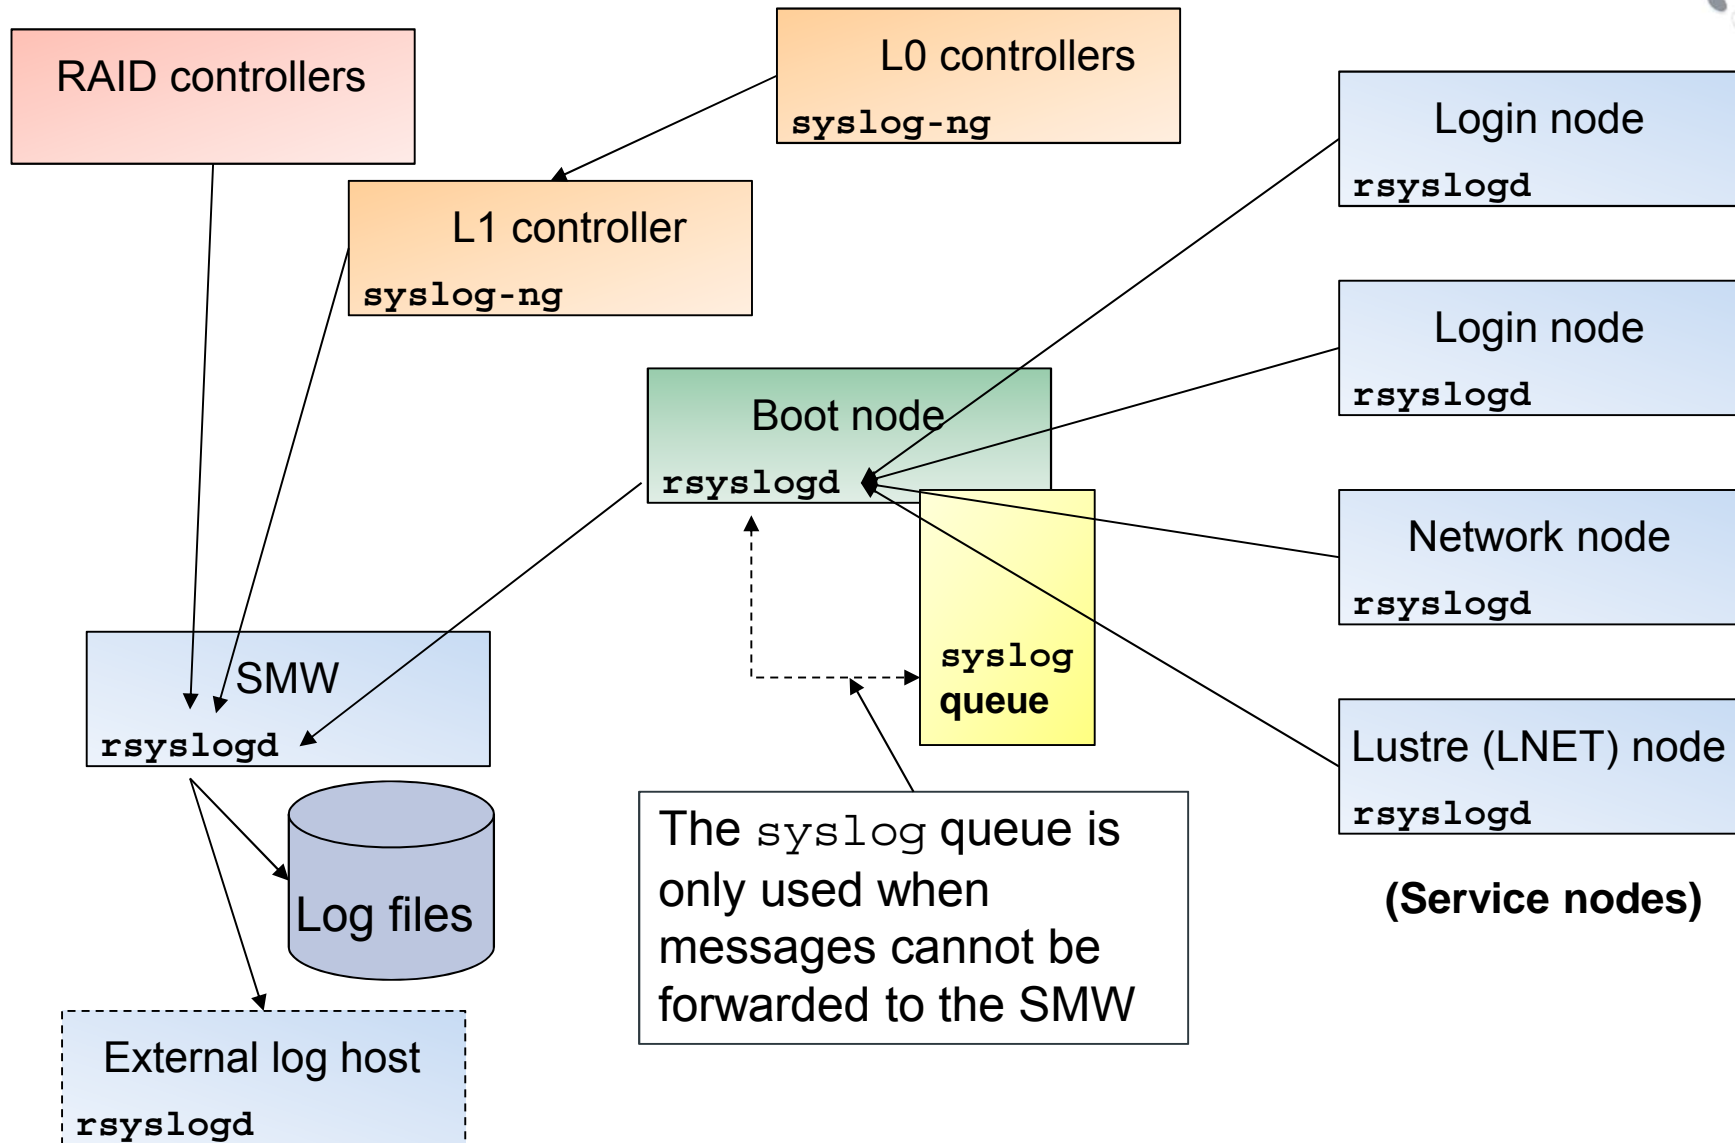 RAID controllers
L0 controllers
syslog-ng
L1 controller
syslog-ng
Login node
rsyslogd
Login node
rsyslogd
Boot node
rsyslogd
syslog
queue
Network node
rsyslogd
SMW
rsyslogd
Lustre (LNET) node
rsyslogd
(Service nodes)
Log files
The syslog queue is
only used when
messages cannot be
forwarded to the SMW
External log host
rsyslogd